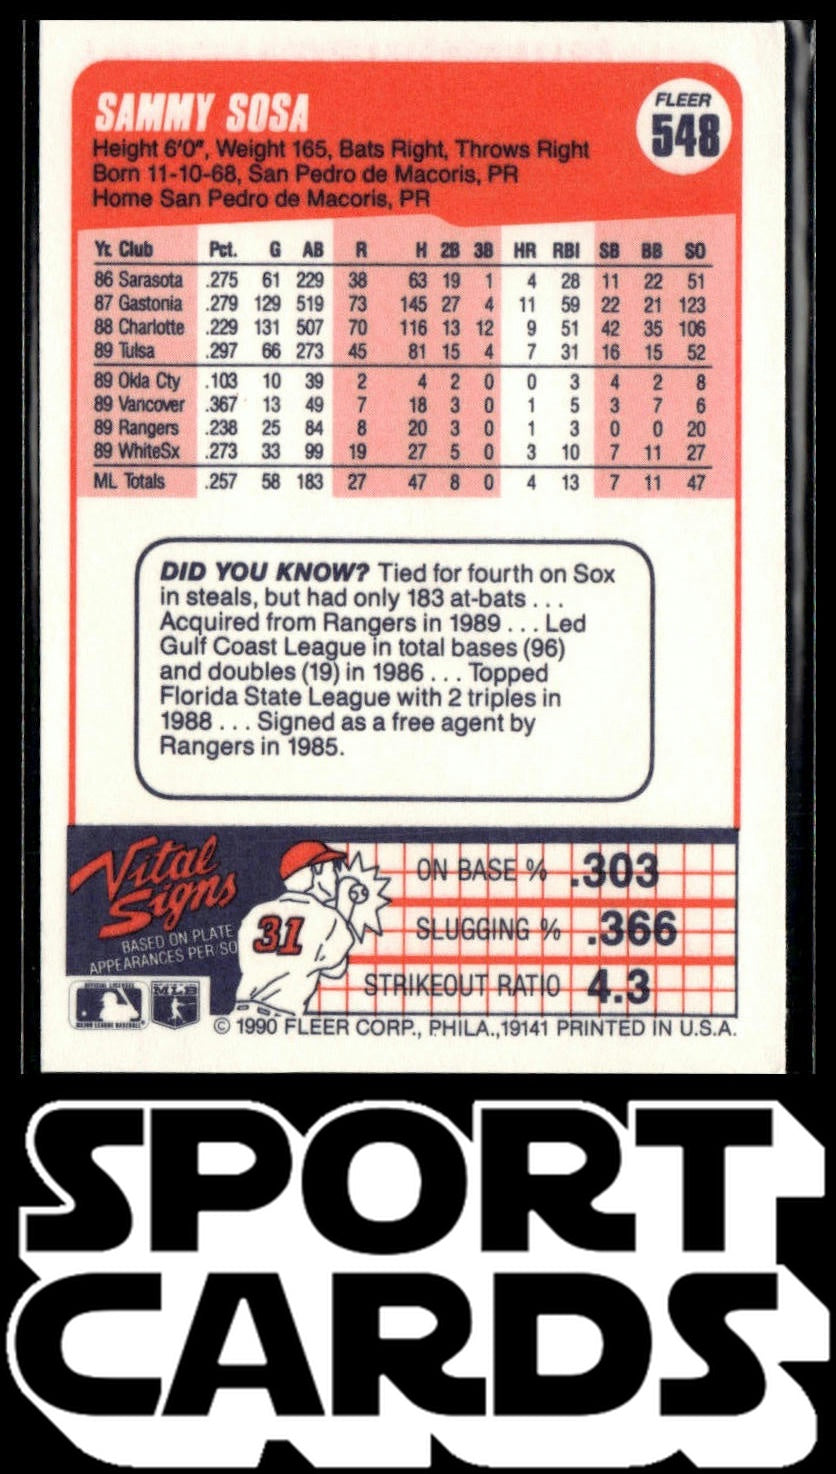 SAMMY SOSA
FLEER
548
Height 6'0", Weight 165, Bats Right, Throws Right
Born 11-10-68, San Pedro de Macoris, PR
Home San Pedro de Macoris, PR
Yr. Club Pct. G AB R H 2B 3B HR RBI SB BB SO
86 Sarasota .275 61 229 38 63 19 1 4 28 11 22 51
87 Gastonia .279 129 519 73 145 27 4 11 59 22 21 123
88 Charlotte .229 131 507 70 116 13 12 9 51 42 35 106
89 Tulsa .297 66 273 45 81 15 4 7 31 16 15 52
89 Okla Cty .103 10 39 2 4 2 0 0 3 4 2 8
89 Vancover .367 13 49 7 18 3 0 1 5 3 7 6
89 Rangers .238 25 84 8 20 3 0 1 3 0 0 20
89 WhiteSx .273 33 99 19 27 5 0 3 10 7 11 27
ML Totals .257 58 183 27 47 8 0 4 13 7 11 47
DID YOU KNOW? Tied for fourth on Sox
in steals, but had only 183 at-bats . . .
Acquired from Rangers in 1989 . . . Led
Gulf Coast League in total bases (96)
and doubles (19) in 1986 . . . Topped
Florida State League with 2 triples in
1988 . . . Signed as a free agent by
Rangers in 1985.
Vital
Signs
BASED ON PLATE
APPEARANCES PER/SO
31
ON BASE % .303
SLUGGING % .366
STRIKEOUT RATIO 4.3
OFFICIAL LICENSEE
MAJOR LEAGUE BASEBALL
MLB
© 1990 FLEER CORP., PHILA.,19141 PRINTED IN U.S.A.
SPORT
CARDS